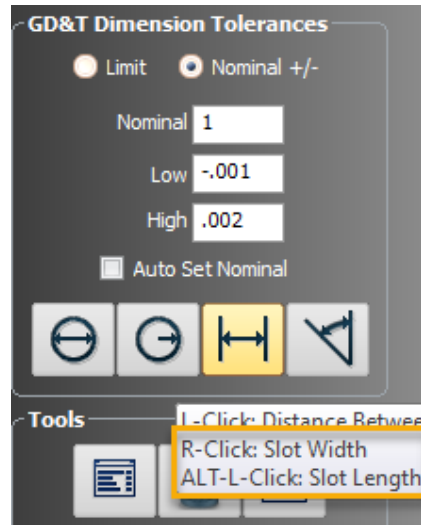 GD&T Dimension Tolerances
Limit Nominal +/-
Nominal 1
Low -.001
High .002
Auto Set Nominal
Tools
L-Click: Distance Betwee
R-Click: Slot Width
ALT-L-Click: Slot Length